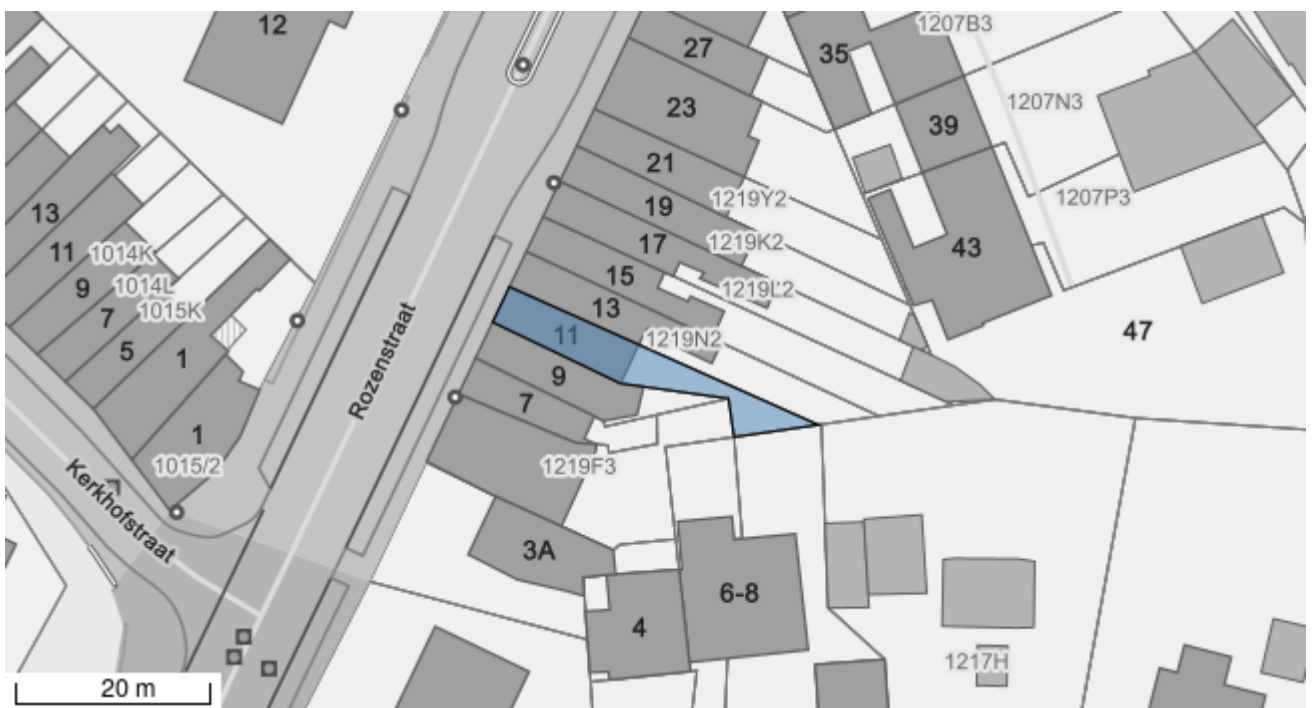 12
27
35
1207B3
23
1207N3
39
21
1219Y2
1207P3
13
19
1219K2
11
1014K
17
43
9
1014L
15
1219L2
1015K
7
13
1219N2
47
5
1
11
Rozenstraat
9
7
1
1015/2
1219F3
Kerkhofstraat
3A
6-8
4
1217H
20 m